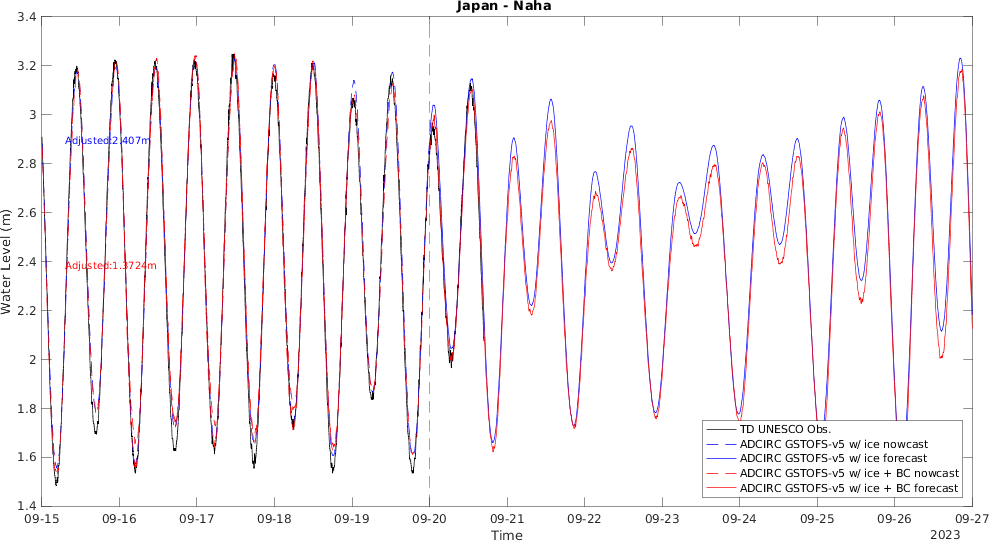 Japan - Naha
3.4
3.2
3
2.8
2.6
2.4
2.2
2
1.8
1.6
1.4
Water Level (m)
Adjusted:2.407m
Adjusted:1.3724m
TD UNESCO Obs.
ADCIRC GSTOFS-v5 w/ ice nowcast
ADCIRC GSTOFS-v5 w/ ice forecast
ADCIRC GSTOFS-v5 w/ ice + BC nowcast
ADCIRC GSTOFS-v5 w/ ice + BC forecast
09-15 09-16 09-17 09-18 09-19 09-20 09-21 09-22 09-23 09-24 09-25 09-26 09-27
Time
2023